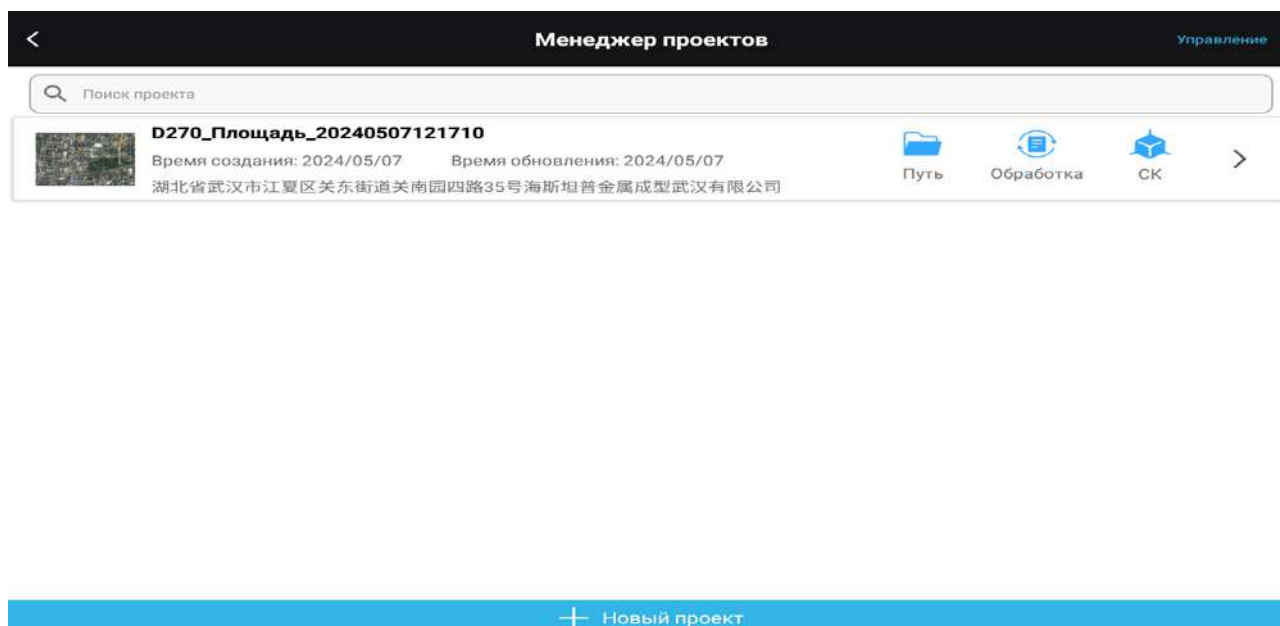 Менеджер проектов
Управление
Поиск проекта
D270_Площадь_20240507121710
Время создания: 2024/05/07 Время обновления: 2024/05/07
湖北省武汉市江夏区关东街道关南园四路35号海斯坦普金属成型武汉有限公司
Путь Обработка СК
Новый проект